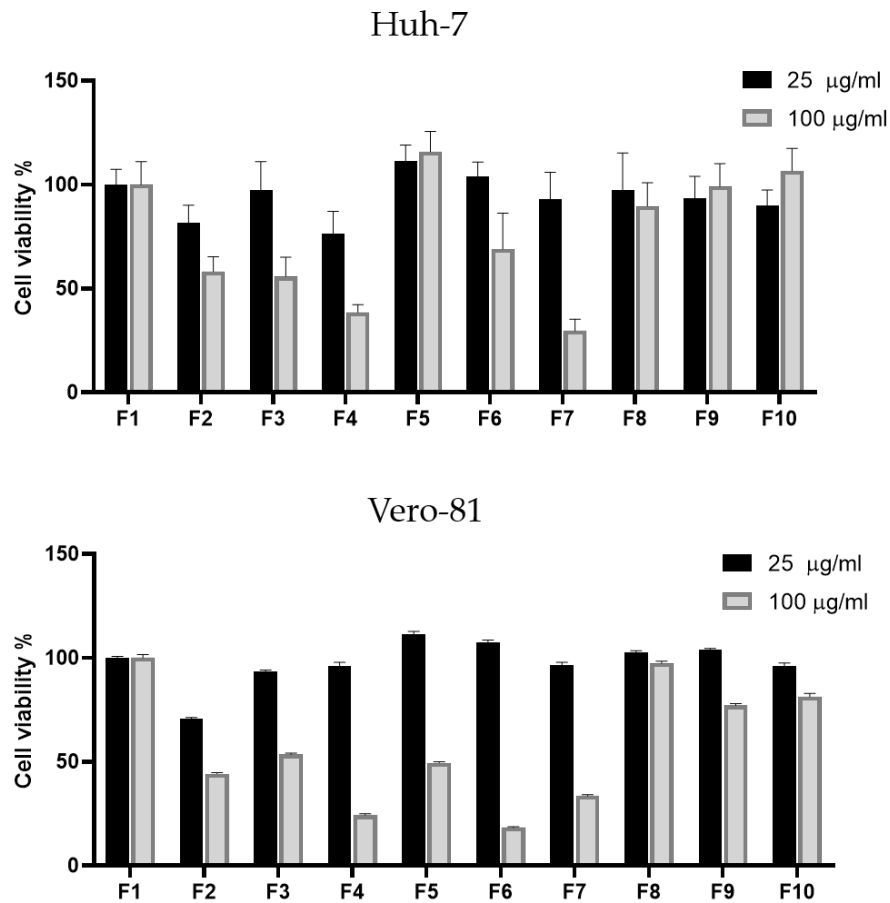 Huh-7
150
100
50
0
Cell viability %
25 μg/ml
100 μg/ml
F1 F2 F3 F4 F5 F6 F7 F8 F9 F10
Vero-81
150
100
50
0
Cell viability %
25 μg/ml
100 μg/ml
F1 F2 F3 F4 F5 F6 F7 F8 F9 F10